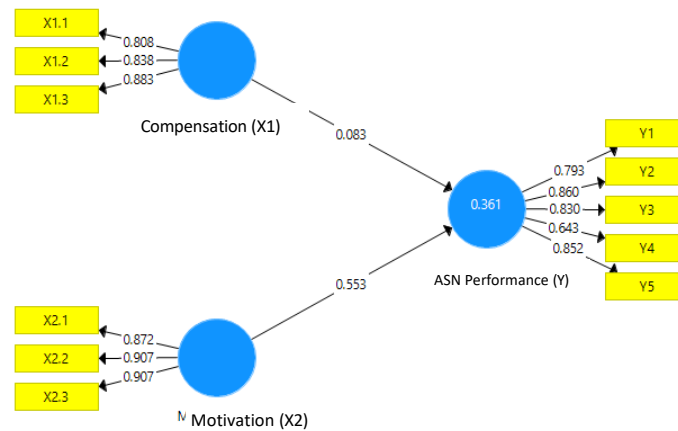 X1.1
0.808
X1.2
0.838
X1.3
0.883
Compensation (X1)
0.083
Y1
0.793
Y2
0.860
0.361
0.830
Y3
0.643
Y4
0.852
ASN Performance (Y)
Y5
0.553
X2.1
0.872
X2.2
0.907
X2.3
0.907
M Motivation (X2)